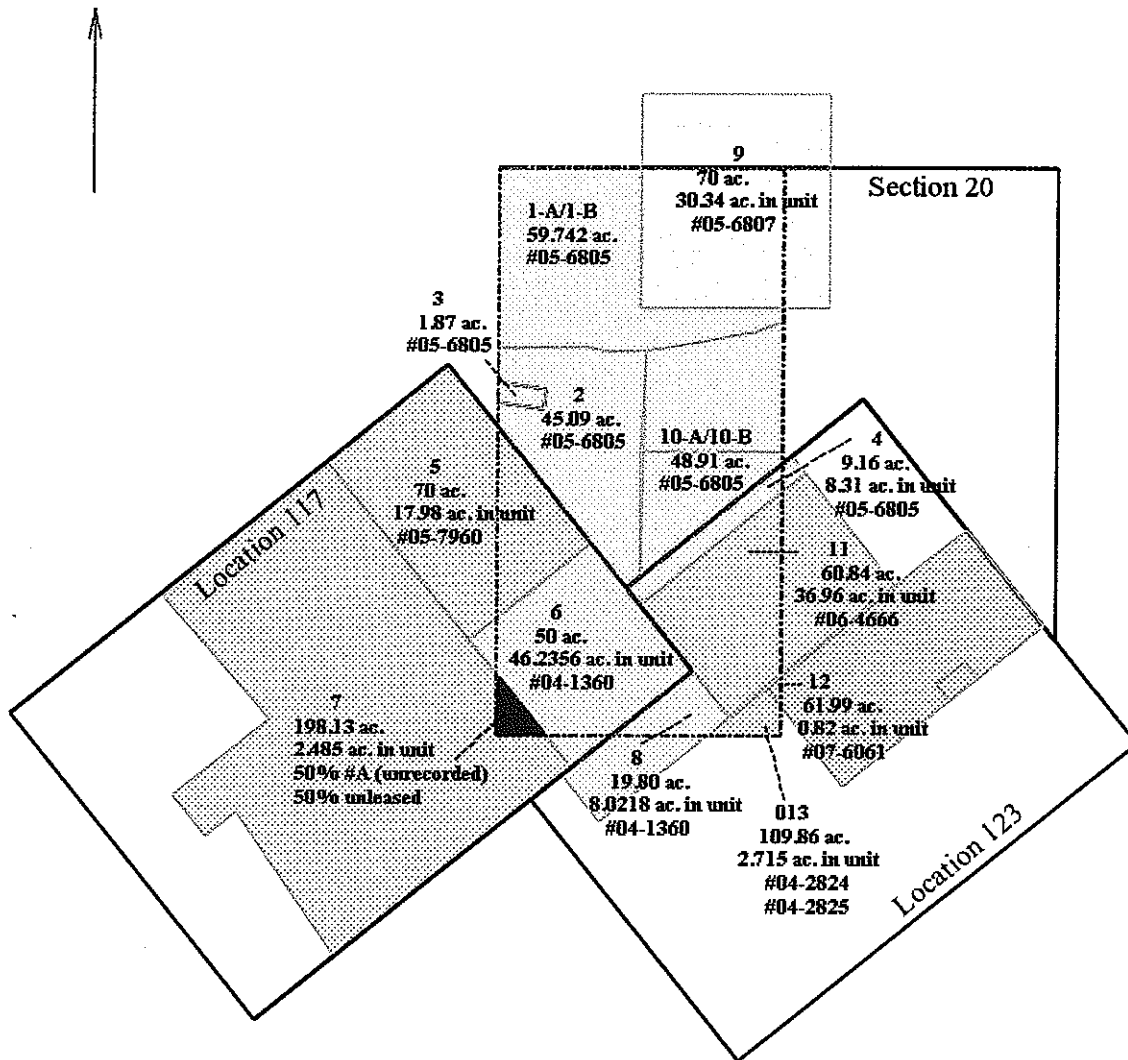 9
70 ac.
30.34 ac. in unit
#05-6807
Section 20
1-A/1-B
59.742 ac.
#05-6805
3
1.87 ac.
#05-6805
2
45.09 ac.
#05-6805
10-A/10-B
48.91 ac.
#05-6805
4
9.16 ac.
8.31 ac. in unit
#05-6805
Location 117
5
70 ac.
17.98 ac. in unit
#05-7960
11
60.84 ac.
36.96 ac. in unit
#06-4666
6
50 ac.
46.2356 ac. in unit
#04-1360
7
198.13 ac.
2.485 ac. in unit
50% #A (unrecorded)
50% unleased
12
61.99 ac.
0.82 ac. in unit
#07-6061
8
19.80 ac.
8.0218 ac. in unit
#04-1360
013
109.86 ac.
2.715 ac. in unit
#04-2824
#04-2825
Location 123